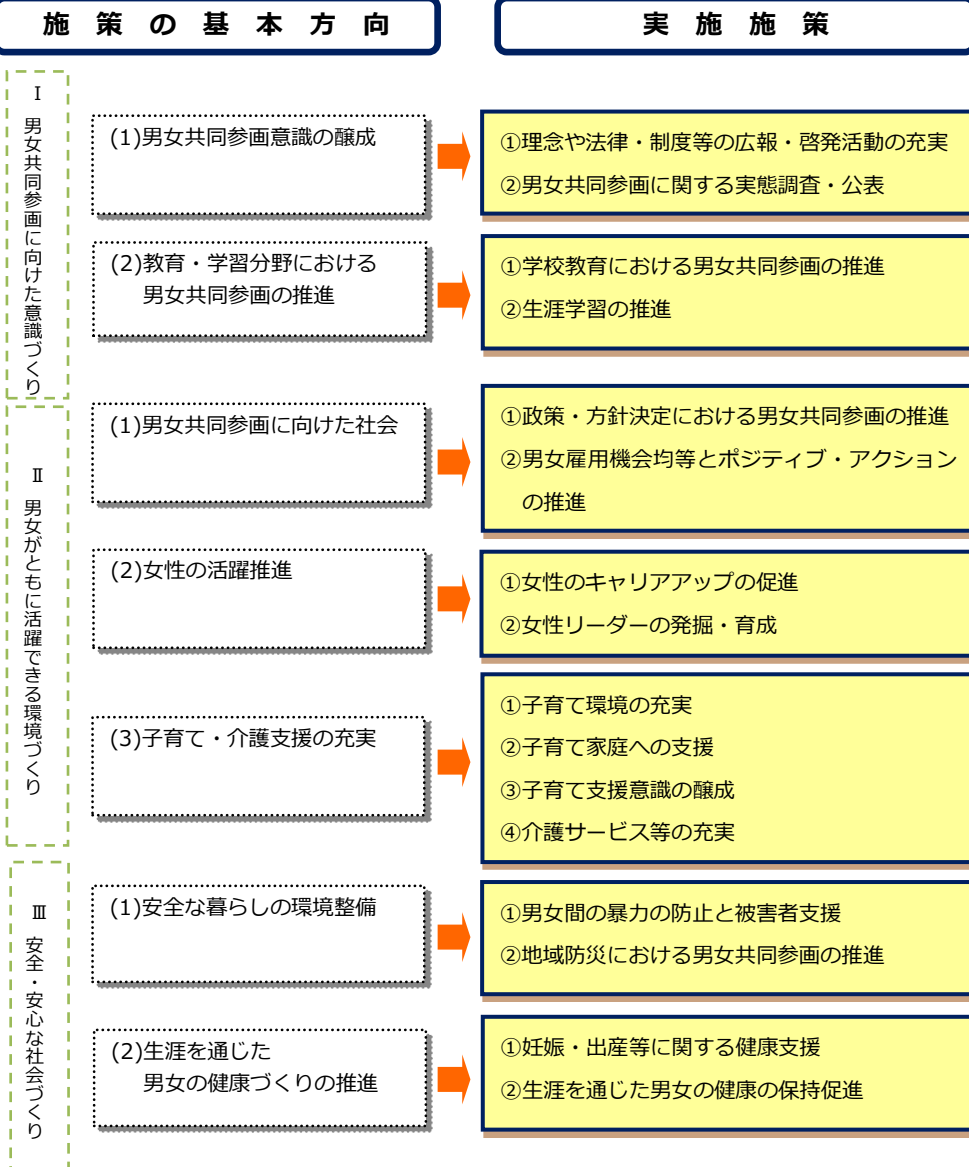 施策の基本方向
実施施策
Ⅰ 男女共同参画に向けた意識づくり
(1)男女共同参画意識の醸成
①理念や法律・制度等の広報・啓発活動の充実
②男女共同参画に関する実態調査・公表
(2)教育・学習分野における
男女共同参画の推進
①学校教育における男女共同参画の推進
②生涯学習の推進
Ⅱ 男女がともに活躍できる環境づくり
(1)男女共同参画に向けた社会
①政策・方針決定における男女共同参画の推進
②男女雇用機会均等とポジティブ・アクション
の推進
(2)女性の活躍推進
①女性のキャリアアップの促進
②女性リーダーの発掘・育成
(3)子育て・介護支援の充実
①子育て環境の充実
②子育て家庭への支援
③子育て支援意識の醸成
④介護サービス等の充実
Ⅲ 安全・安心な社会づくり
(1)安全な暮らしの環境整備
①男女間の暴力の防止と被害者支援
②地域防災における男女共同参画の推進
(2)生涯を通じた
男女の健康づくりの推進
①妊娠・出産等に関する健康支援
②生涯を通じた男女の健康の保持促進